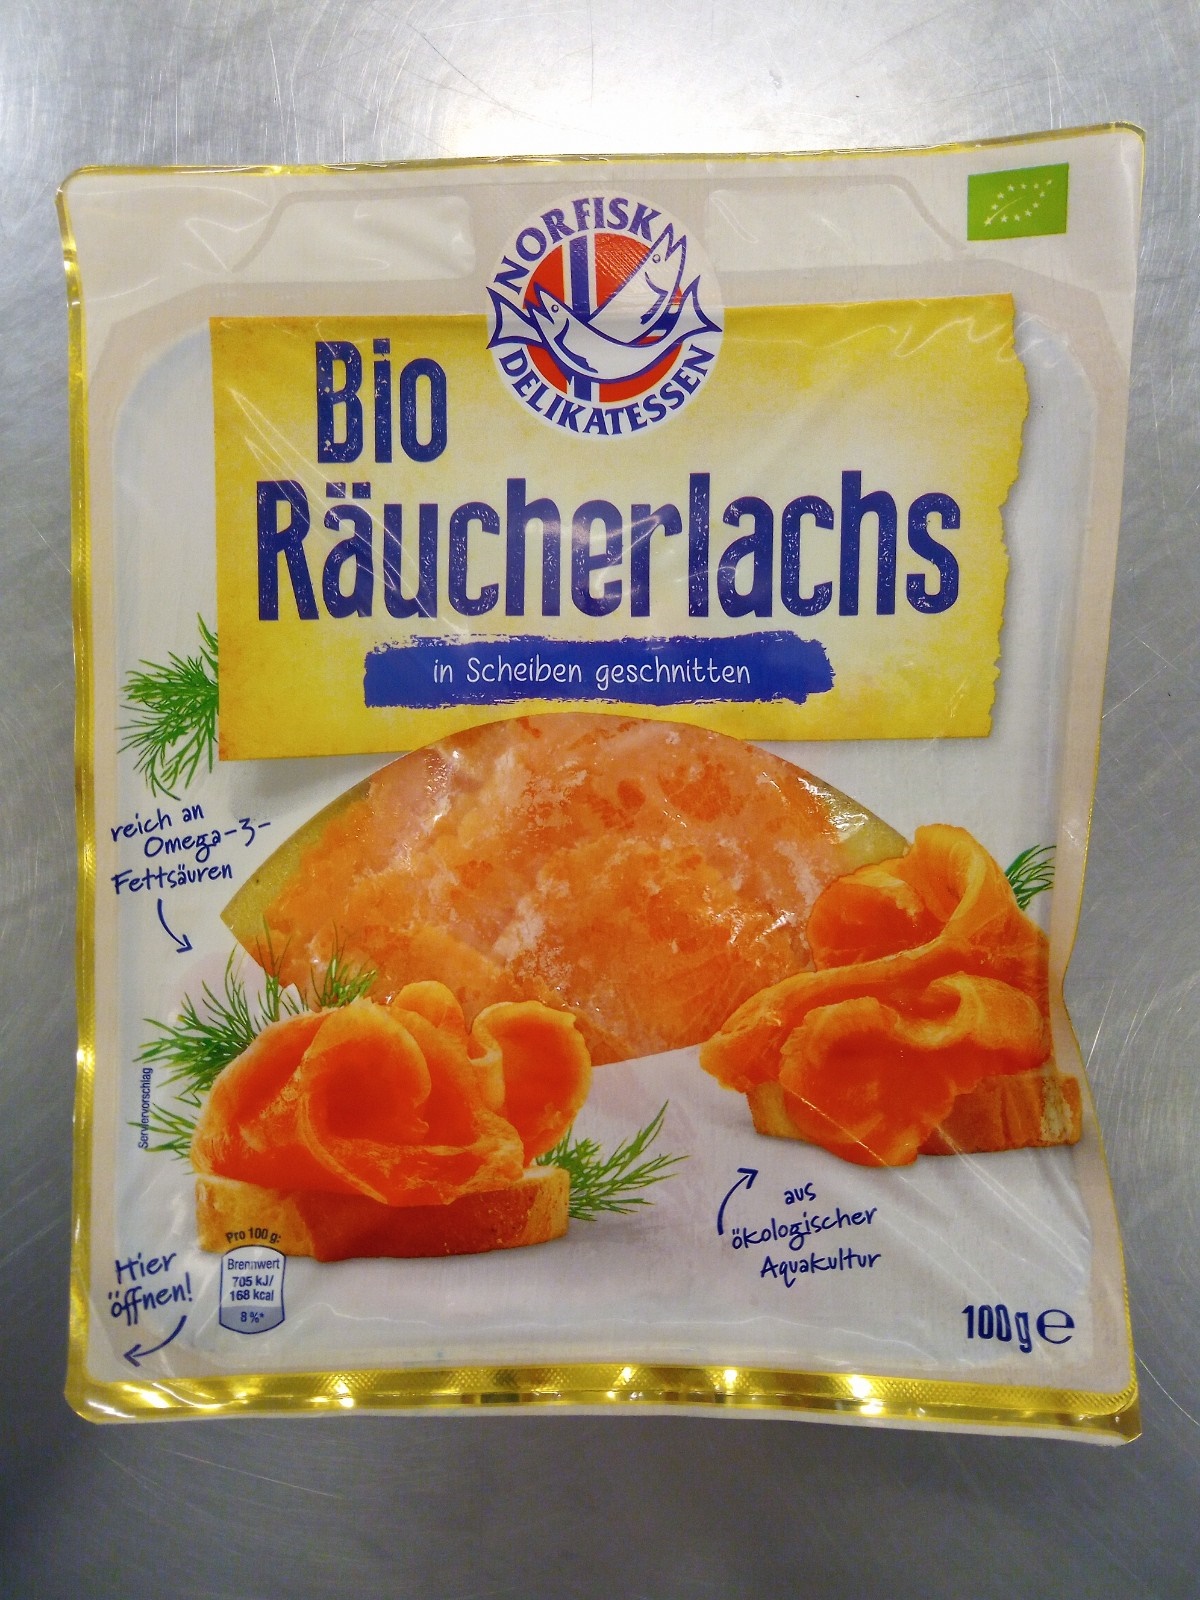 NORFISK
DELIKATESSEN
Bio
Räucherlachs
in Scheiben geschnitten
reich an
Omega-3-
Fettsäuren
Serviervorschlag
aus
ökologischer
Aquakultur
Hier
öffnen!
Pro 100 g:
Brennwert
705 kJ/
168 kcal
8%*
100g e